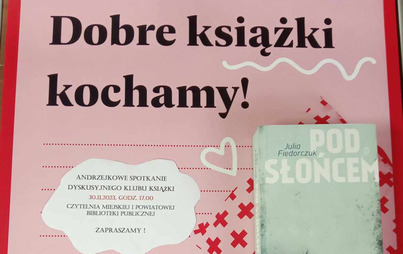 Dobre książki
kochamy!
ANDRZEJKOWE SPOTKANIE
DYSKUSYJNEGO KLUBU KSIĄŻKI
30.11.2023, GODZ. 17.00
CZYTELNIA MIEJSKIEJ I POWIATOWEJ
BIBLIOTEKI PUBLICZNEJ
ZAPRASZAMY !
Julia
Fiedorczuk
POD
SŁOŃCEM